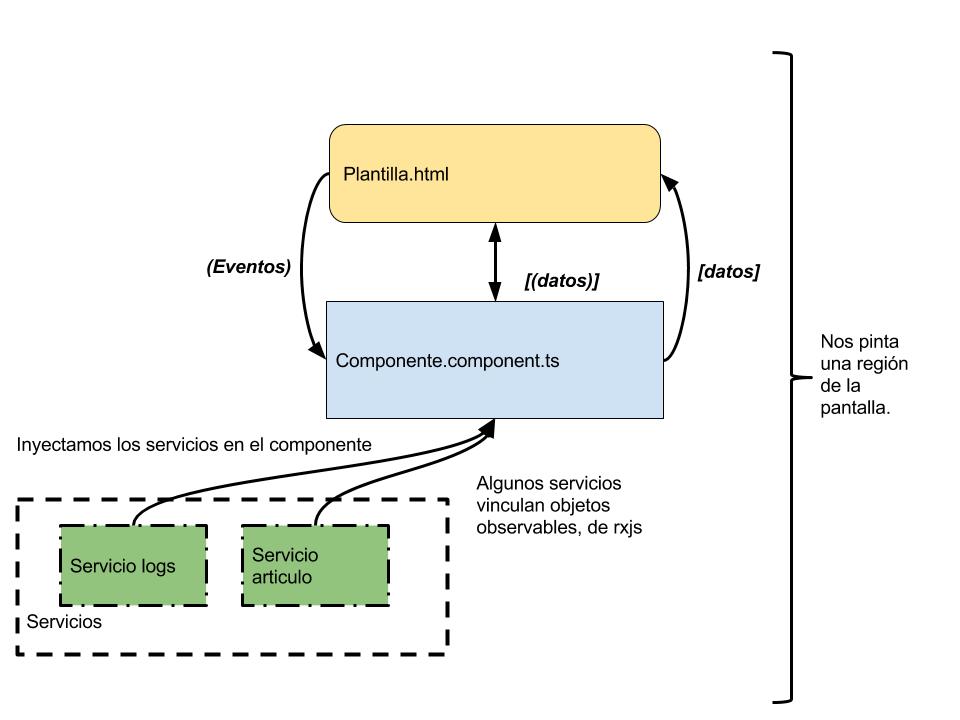 Plantilla.html
(Eventos)
[(datos)]
[datos]
Componente.component.ts
Nos pinta
una región
de la
pantalla.
Inyectamos los servicios en el componente
Algunos servicios
vinculan objetos
observables, de rxjs
Servicio logs
Servicio
articulo
Servicios